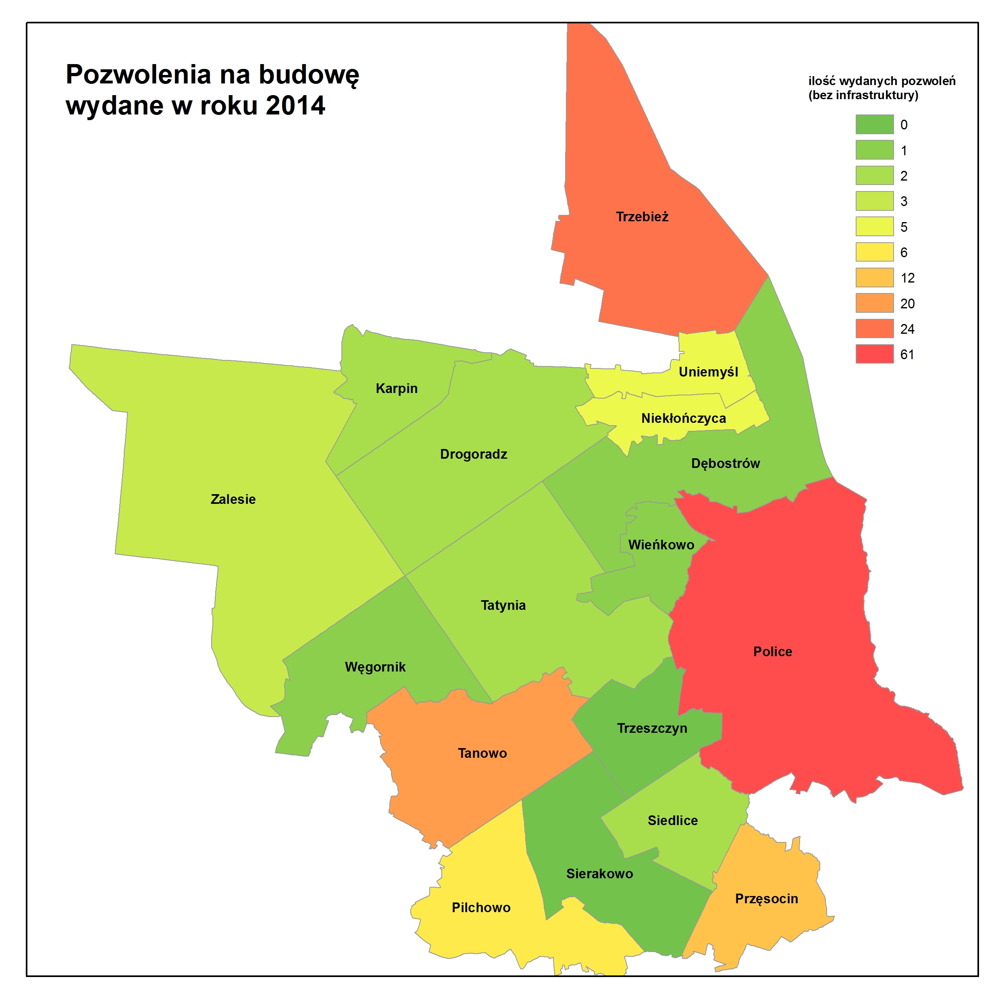 Pozwolenia na budowę
wydane w roku 2014
ilość wydanych pozwoleń
(bez infrastruktury)
0
1
2
3
5
6
12
20
24
61
Trzebież
Uniemyśl
Karpin
Niekłończyca
Drogoradz
Dębostrów
Zalesie
Wieńkowo
Tatynia
Police
Węgornik
Trzeszczyn
Tanowo
Siedlice
Sierakowo
Przęsocin
Pilchowo